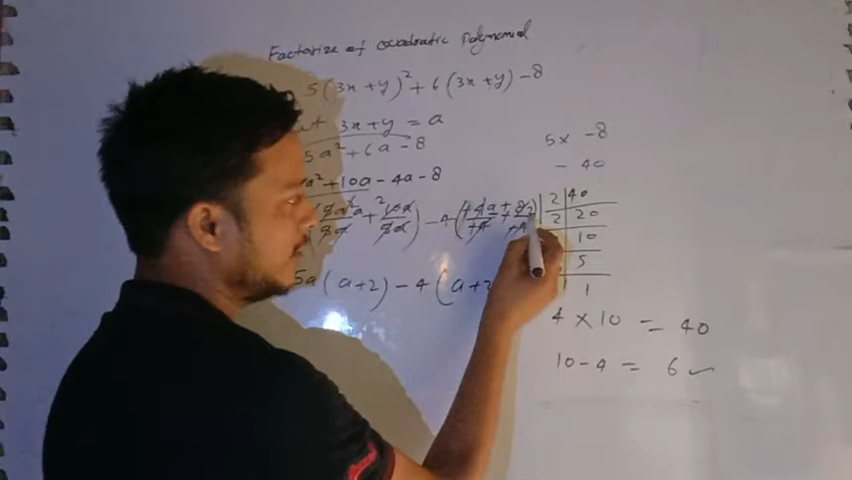 Factorize of Quadratic Polynomial
5(3x+y)²+6(3x+y)-8
3x+y = a
5a²+6a-8
a²+10a-4a-8
5a(a+2)-4(a+2
5x -8
- 40
2 40
2 20
10
5
1
4 × 10 = 40
10-4 = 6 ✓